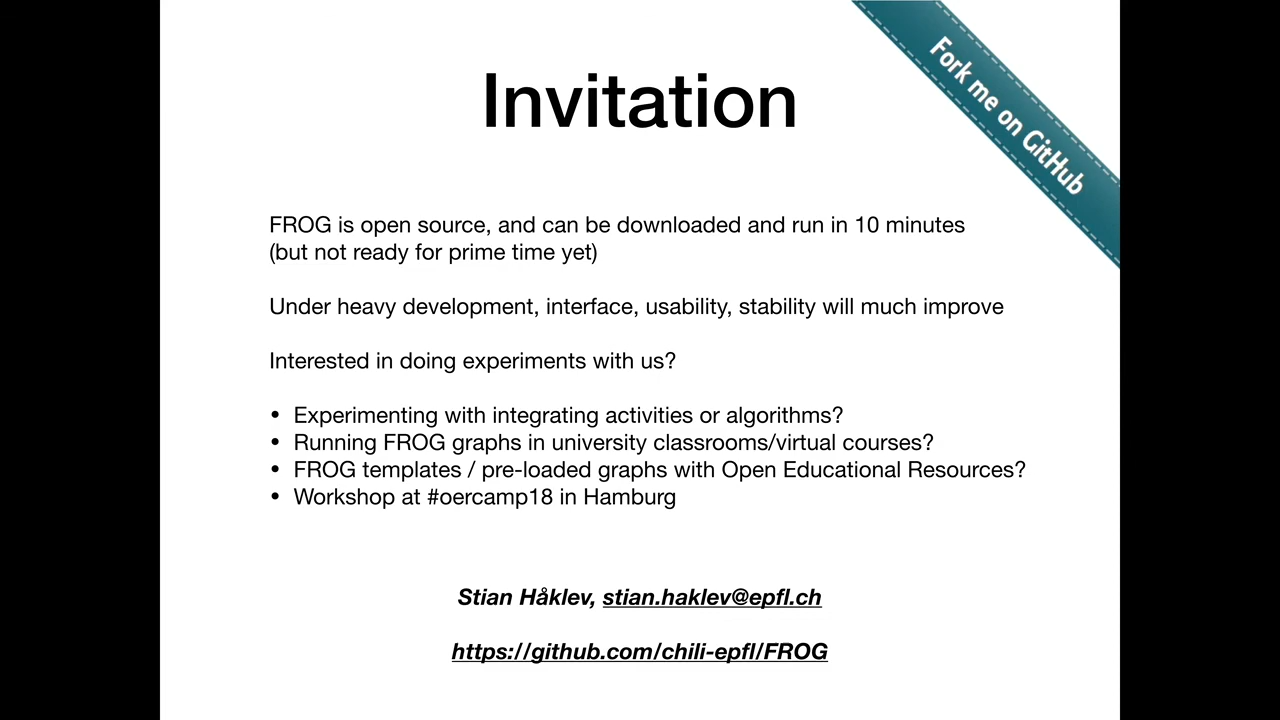 Invitation
Fork me on GitHub
FROG is open source, and can be downloaded and run in 10 minutes
(but not ready for prime time yet)
Under heavy development, interface, usability, stability will much improve
Interested in doing experiments with us?
• Experimenting with integrating activities or algorithms?
• Running FROG graphs in university classrooms/virtual courses?
• FROG templates / pre-loaded graphs with Open Educational Resources?
• Workshop at #oercamp18 in Hamburg
Stian Håklev, stian.haklev@epfl.ch
https://github.com/chili-epfl/FROG